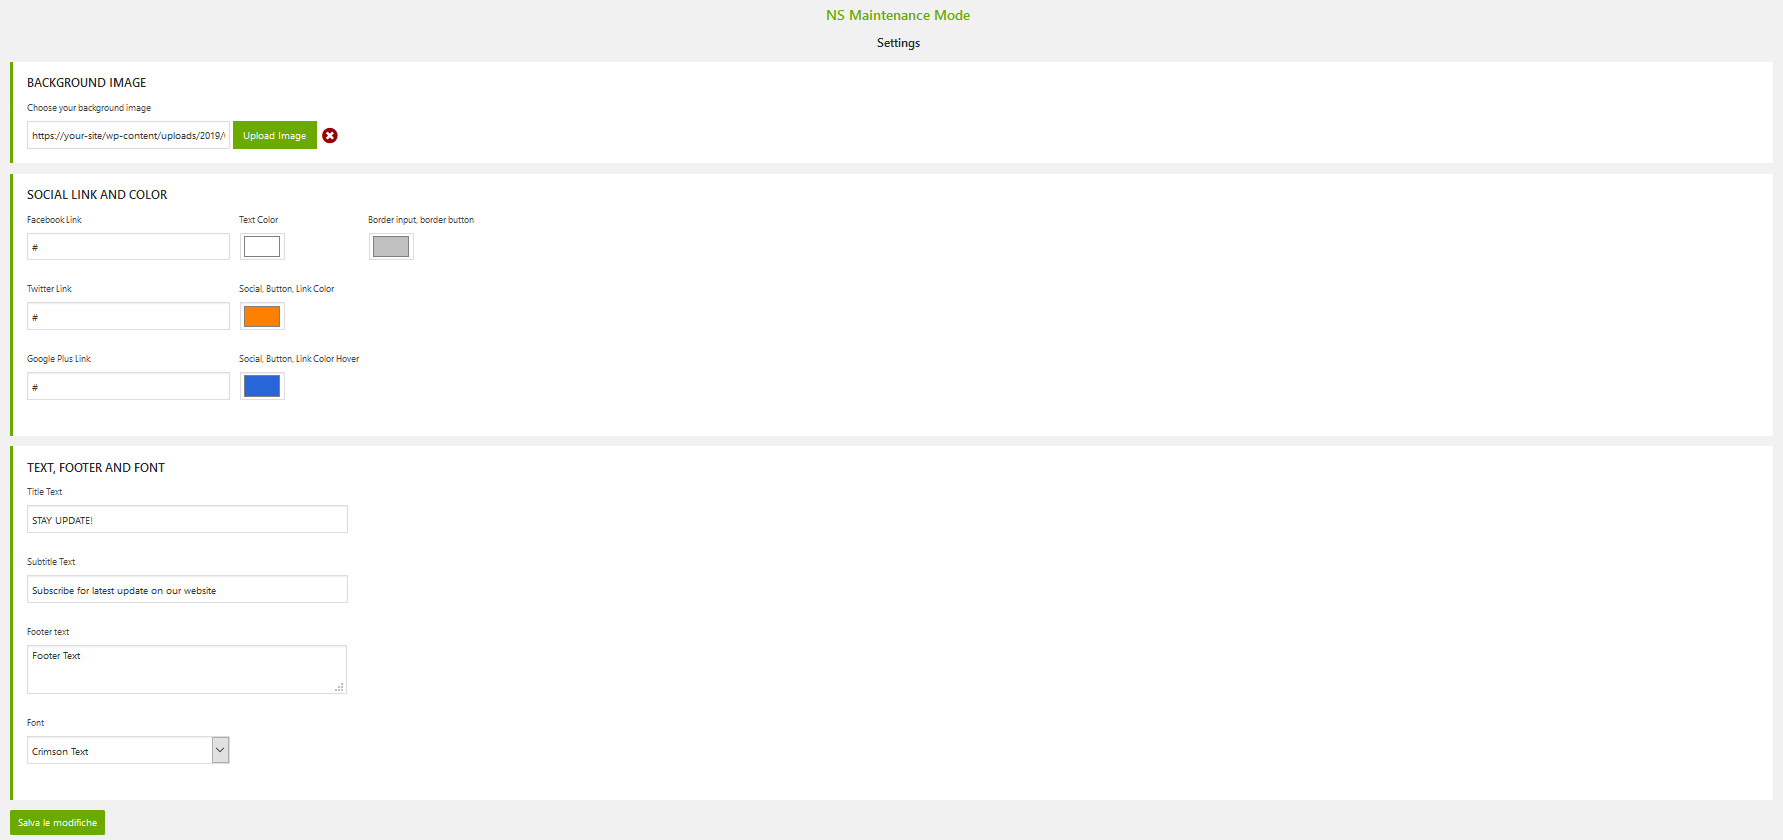 NS Maintenance Mode
Settings
BACKGROUND IMAGE
Choose your background image
https://your-site/wp-content/uploads/2019/ Upload Image
SOCIAL LINK AND COLOR
Facebook Link Text Color Border input, border button
#
Twitter Link Social, Button, Link Color
#
Google Plus Link Social, Button, Link Color Hover
#
TEXT, FOOTER AND FONT
Title Text
STAY UPDATE!
Subtitle Text
Subscribe for latest update on our website
Footer text
Footer Text
Font
Crimson Text
Salva le modifiche